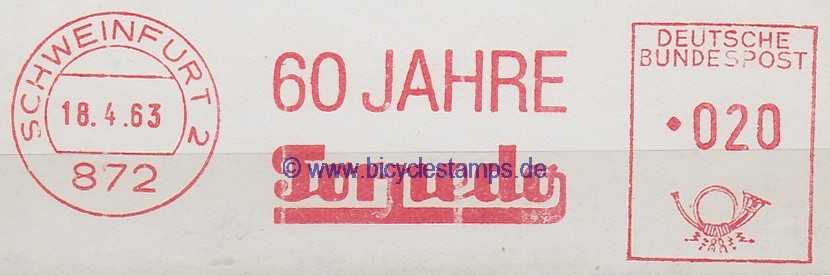 SCHWEINFURT 2
18.4.63
872
60 JAHRE
Torpedo
© www.bicyclestamps.de
DEUTSCHE
BUNDESPOST
020